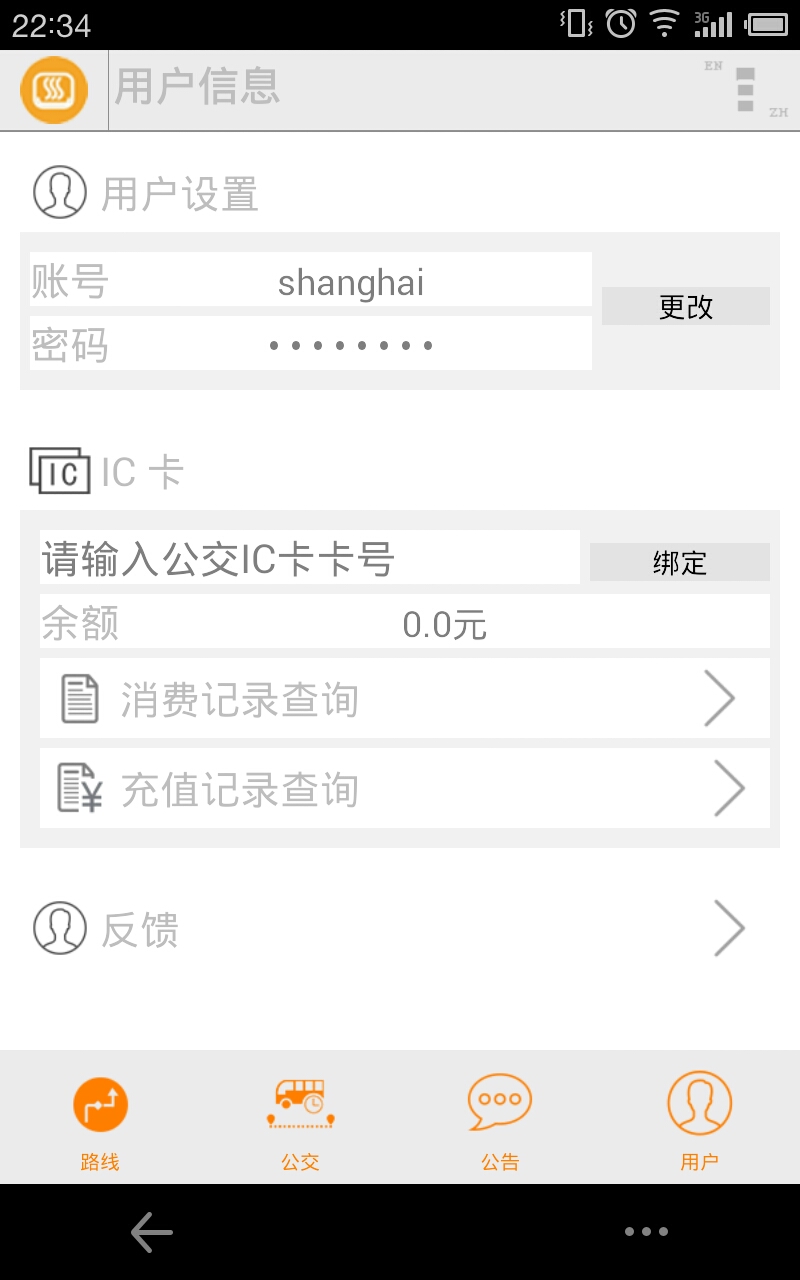 22:34
3G
用户信息
EN
ZH
用户设置
账号 shanghai
更改
密码 ••••••••
IC IC 卡
请输入公交IC卡卡号 绑定
余额 0.0元
消费记录查询
充值记录查询
反馈
路线 公交 公告 用户